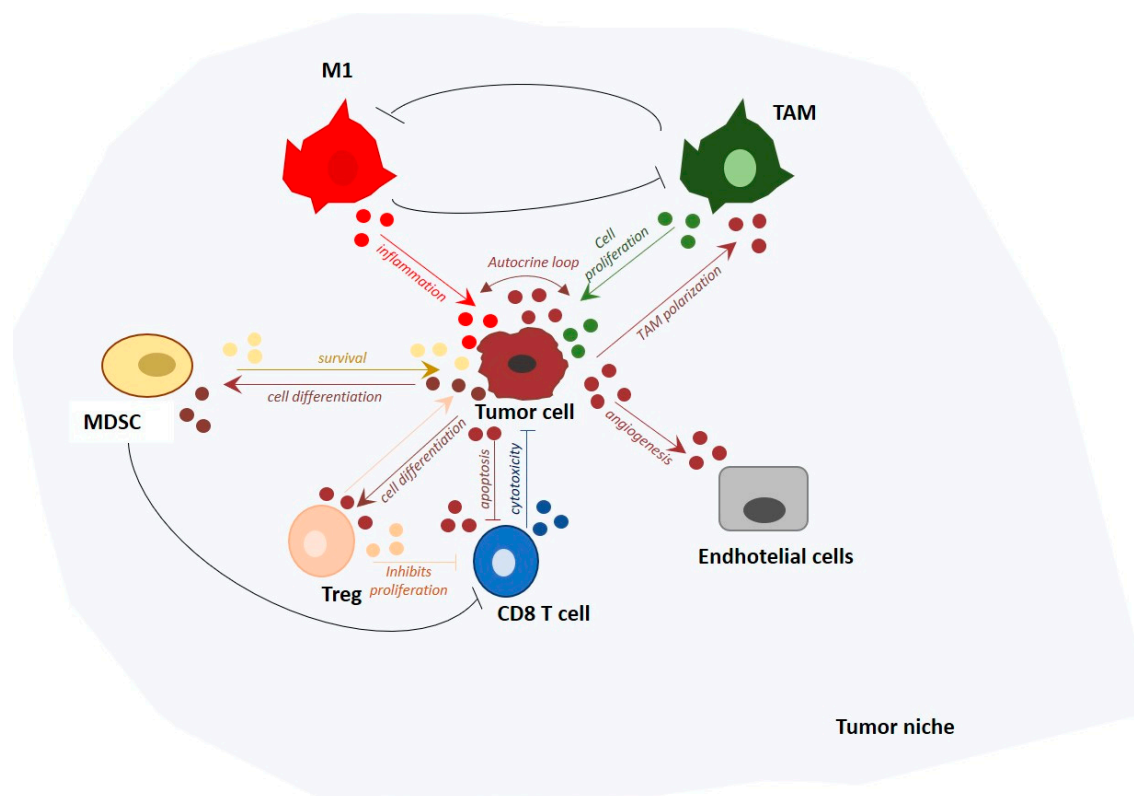 M1
TAM
inflammation
Autocrine loop
Cell
proliferation
TAM polarization
survival
cell differentiation
MDSC
Tumor cell
angiogenesis
cell differentiation
apoptosis
cytotoxicity
Endhotelial cells
Inhibits
proliferation
Treg
CD8 T cell
Tumor niche